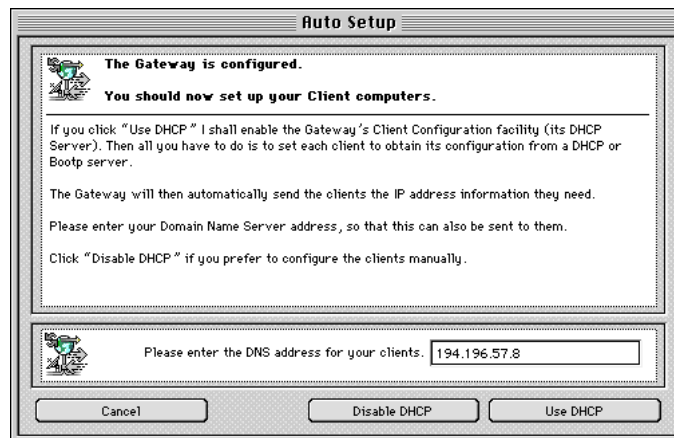 Auto Setup
The Gateway is configured.
You should now set up your Client computers.
If you click “Use DHCP” I shall enable the Gateway's Client Configuration facility (its DHCP
Server). Then all you have to do is to set each client to obtain its configuration from a DHCP or
Bootp server.
The Gateway will then automatically send the clients the IP address information they need.
Please enter your Domain Name Server address, so that this can also be sent to them.
Click “Disable DHCP” if you prefer to configure the clients manually.
Please enter the DNS address for your clients. 194.196.57.8
Cancel Disable DHCP Use DHCP